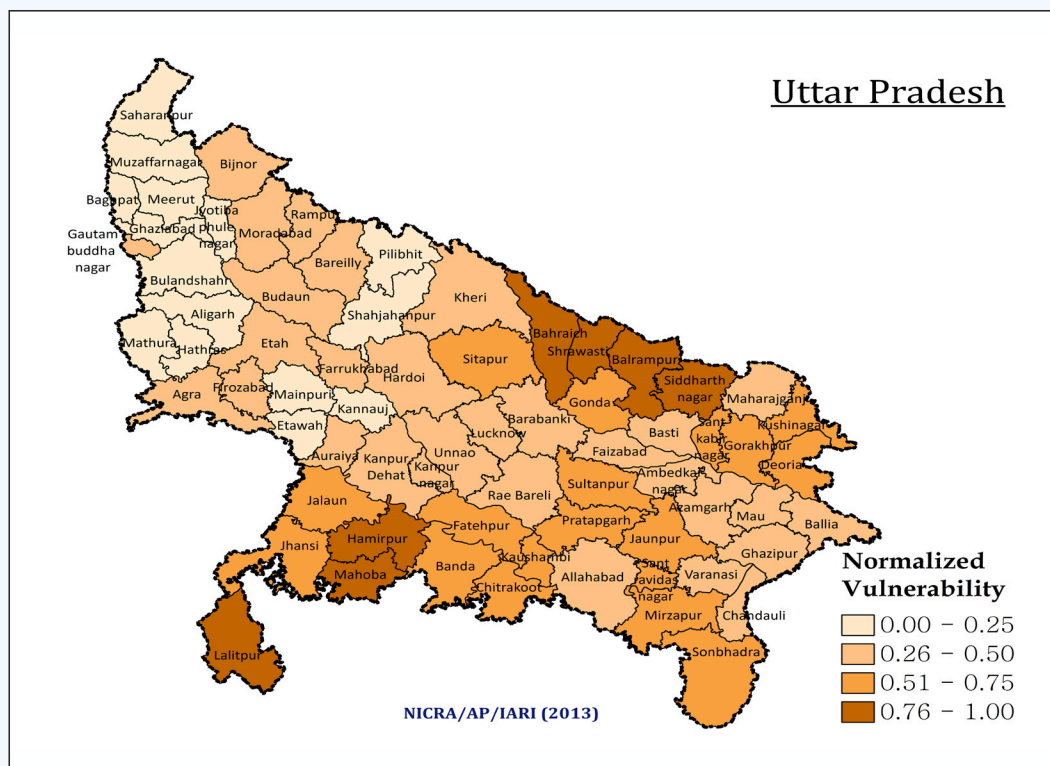 Uttar Pradesh
Saharanpur
Muzaffarnagar
Bijnor
Bagpat
Meerut
Jyotiba
phule
nagar
Ghaziabad
Moradabad
Rampur
Gautam
buddha
nagar
Pilibhit
Bareilly
Bulandshahr
Budaun
Kheri
Shahjahanpur
Aligarh
Mathura
Hathras
Etah
Bahraich
Shrawasti
Sitapur
Balrampur
Farrukhabad
Hardoi
Siddharth
nagar
Agra
Firozabad
Mainpuri
Kannauj
Gonda
Maharajganj
Etawah
Barabanki
Lucknow
Basti
Sant
kabir
nagar
Kushinagar
Gorakhpur
Deoria
Auraiya
Kanpur
Dehat
Kanpur
nagar
Unnao
Faizabad
Ambedkar
nagar
Rae Bareli
Sultanpur
Azamgarh
Mau
Ballia
Jalaun
Fatehpur
Pratapgarh
Hamirpur
Jhansi
Jaunpur
Ghazipur
Mahoba
Banda
Kaushambi
Chitrakoot
Allahabad
Sant
ravidas
nagar
Varanasi
Mirzapur
Chandauli
Sonbhadra
Lalitpur
Normalized
Vulnerability
0.00 - 0.25
0.26 - 0.50
0.51 - 0.75
0.76 - 1.00
NICRA/AP/IARI (2013)